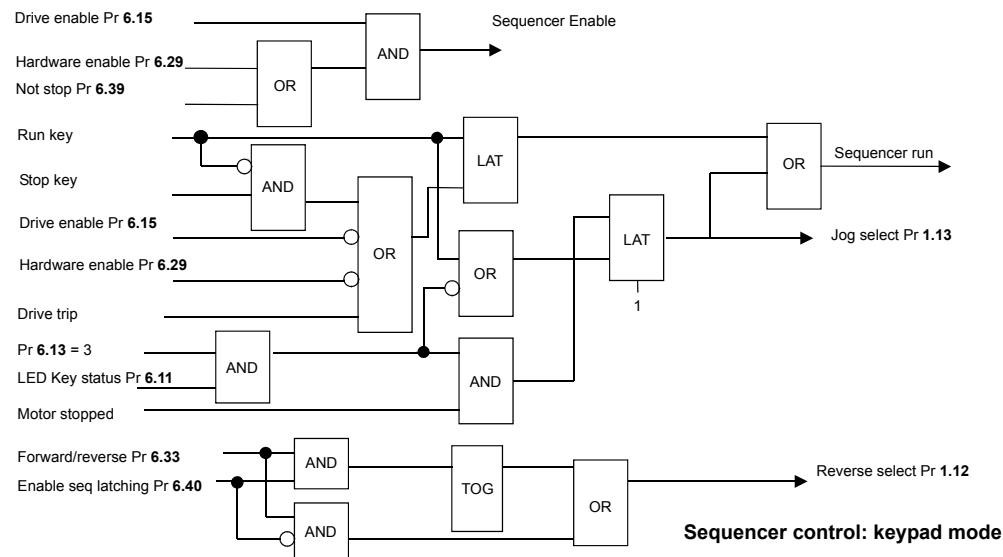 Drive enable Pr 6.15
Sequencer Enable
AND
Hardware enable Pr 6.29
OR
Not stop Pr 6.39
Run key
LAT
OR
Sequencer run
Stop key
AND
LAT
Drive enable Pr 6.15
Jog select Pr 1.13
OR
Hardware enable Pr 6.29
OR
1
Drive trip
Pr 6.13 = 3
AND
AND
LED Key status Pr 6.11
Motor stopped
Forward/reverse Pr 6.33
AND
Reverse select Pr 1.12
Enable seq latching Pr 6.40
TOG
OR
AND
Sequencer control: keypad mode